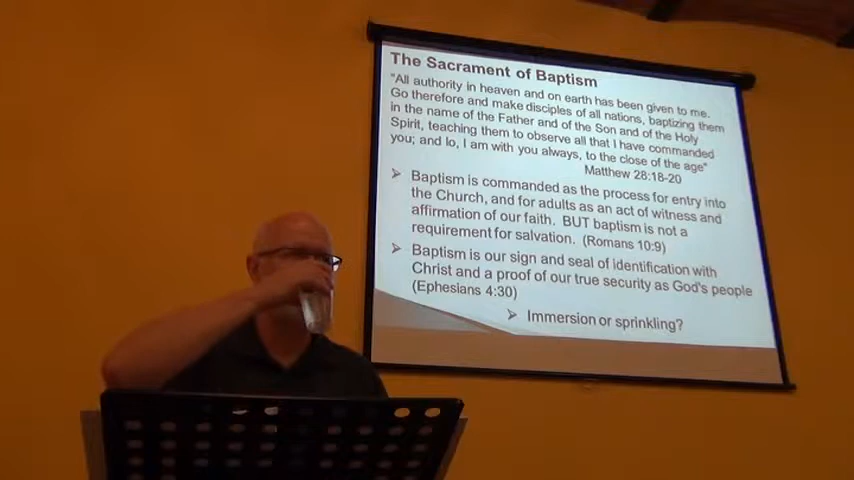 The Sacrament of Baptism
"All authority in heaven and on earth has been given to me.
Go therefore and make disciples of all nations, baptizing them
in the name of the Father and of the Son and of the Holy
Spirit, teaching them to observe all that I have commanded
you; and lo, I am with you always, to the close of the age"
Matthew 28:18-20
➢ Baptism is commanded as the process for entry into
the Church, and for adults as an act of witness and
affirmation of our faith. BUT baptism is not a
requirement for salvation. (Romans 10:9)
➢ Baptism is our sign and seal of identification with
Christ and a proof of our true security as God's people
(Ephesians 4:30)
➢ Immersion or sprinkling?